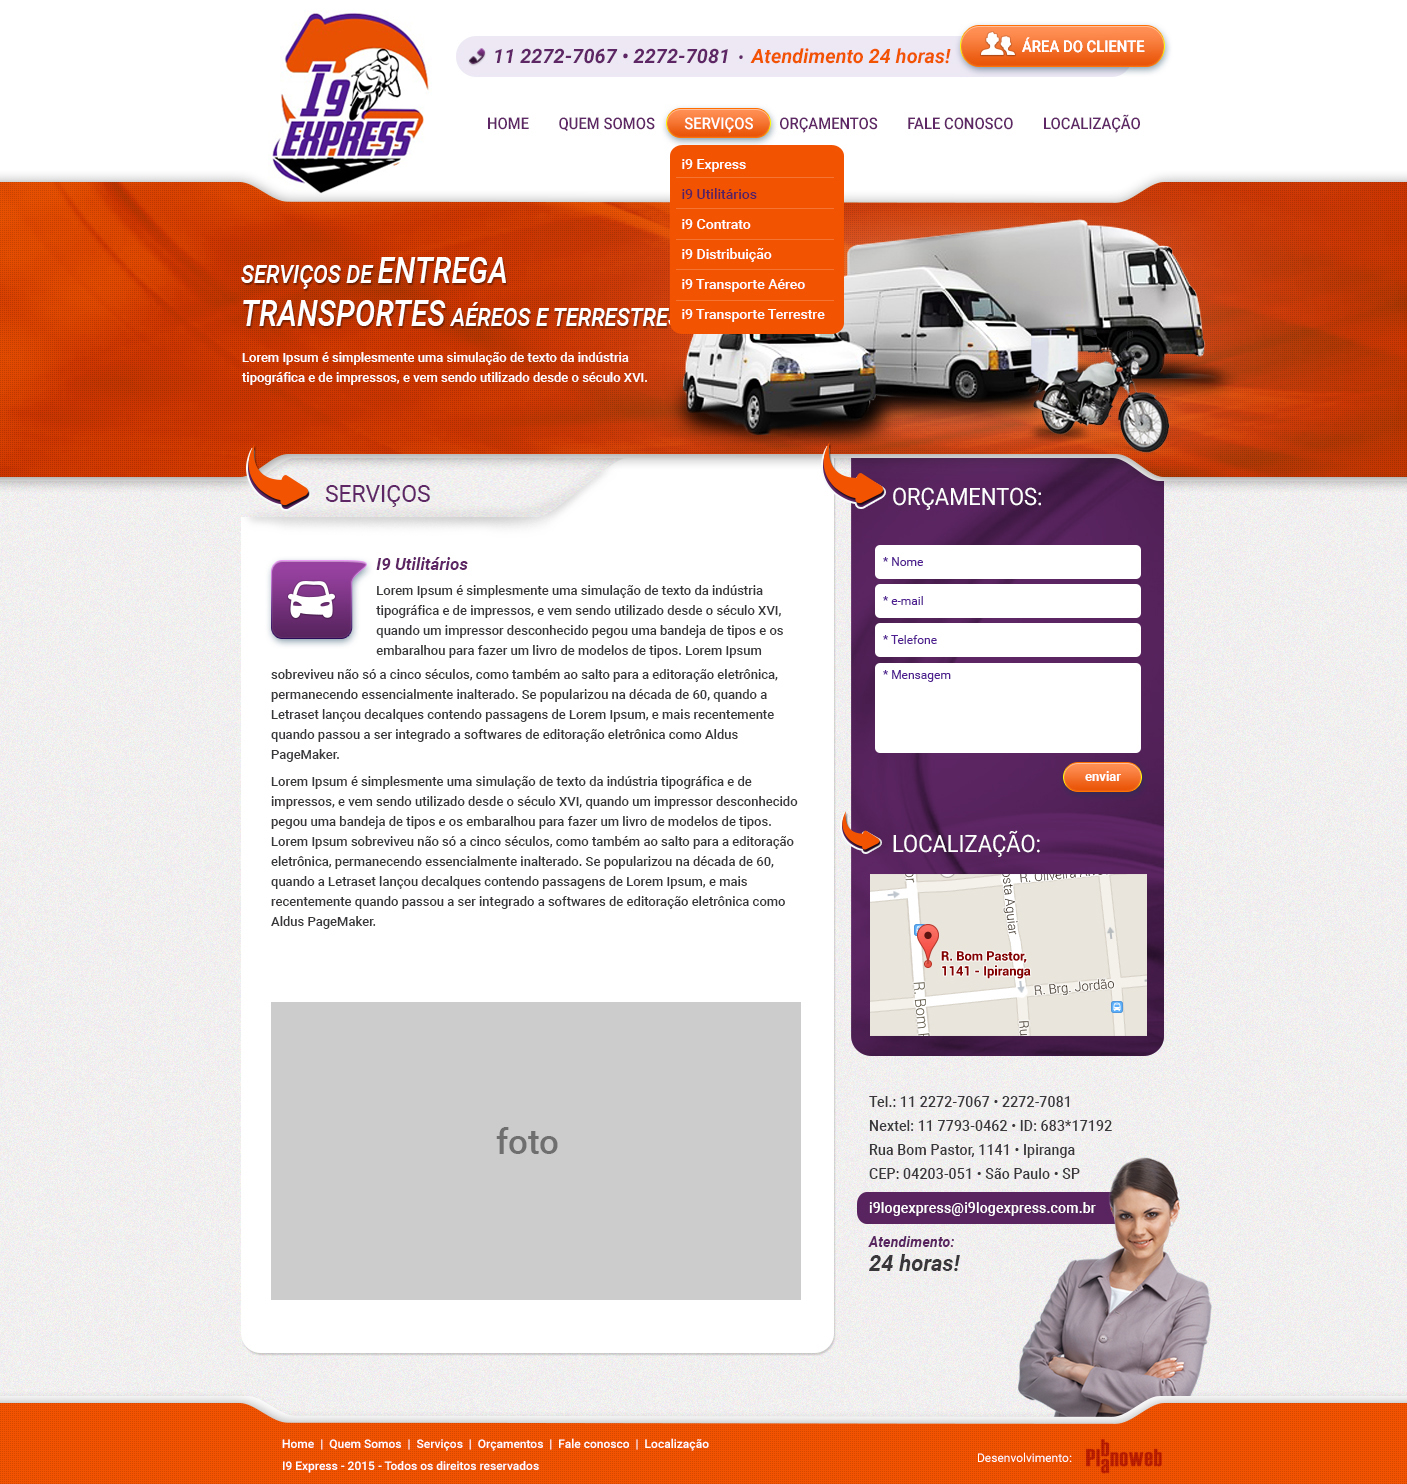 I9
EXPRESS
11 2272-7067 • 2272-7081 • Atendimento 24 horas!
ÁREA DO CLIENTE
HOME
QUEM SOMOS
SERVIÇOS
ORÇAMENTOS
FALE CONOSCO
LOCALIZAÇÃO
i9 Express
i9 Utilitários
i9 Contrato
i9 Distribuição
i9 Transporte Aéreo
i9 Transporte Terrestre
SERVIÇOS DE ENTREGA
TRANSPORTES AÉREOS E TERRESTRES
Lorem Ipsum é simplesmente uma simulação de texto da indústria
tipográfica e de impressos, e vem sendo utilizado desde o século XVI.
SERVIÇOS
I9 Utilitários
Lorem Ipsum é simplesmente uma simulação de texto da indústria
tipográfica e de impressos, e vem sendo utilizado desde o século XVI,
quando um impressor desconhecido pegou uma bandeja de tipos e os
embaralhou para fazer um livro de modelos de tipos. Lorem Ipsum
sobreviveu não só a cinco séculos, como também ao salto para a editoração eletrônica,
permanecendo essencialmente inalterado. Se popularizou na década de 60, quando a
Letraset lançou decalques contendo passagens de Lorem Ipsum, e mais recentemente
quando passou a ser integrado a softwares de editoração eletrônica como Aldus
PageMaker.
Lorem Ipsum é simplesmente uma simulação de texto da indústria tipográfica e de
impressos, e vem sendo utilizado desde o século XVI, quando um impressor desconhecido
pegou uma bandeja de tipos e os embaralhou para fazer um livro de modelos de tipos.
Lorem Ipsum sobreviveu não só a cinco séculos, como também ao salto para a editoração
eletrônica, permanecendo essencialmente inalterado. Se popularizou na década de 60,
quando a Letraset lançou decalques contendo passagens de Lorem Ipsum, e mais
recentemente quando passou a ser integrado a softwares de editoração eletrônica como
Aldus PageMaker.
foto
ORÇAMENTOS:
* Nome
* e-mail
* Telefone
* Mensagem
enviar
LOCALIZAÇÃO:
R. Oliveira
osta Aguiar
R. Bom Pastor,
1141 - Ipiranga
R. Brg. Jordão
R. Bom
Ru
Tel.: 11 2272-7067 • 2272-7081
Nextel: 11 7793-0462 • ID: 683*17192
Rua Bom Pastor, 1141 • Ipiranga
CEP: 04203-051 • São Paulo • SP
i9logexpress@i9logexpress.com.br
Atendimento:
24 horas!
Home | Quem Somos | Serviços | Orçamentos | Fale conosco | Localização
I9 Express - 2015 - Todos os direitos reservados
Desenvolvimento:
Planoweb